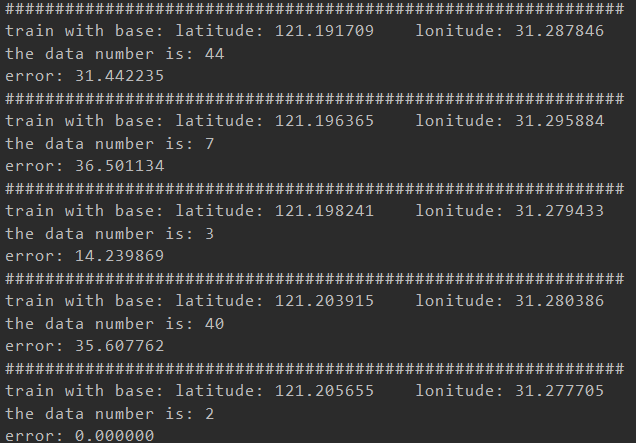 ##############################################################
train with base: latitude: 121.191709    lonitude: 31.287846
the data number is: 44
error: 31.442235
##############################################################
train with base: latitude: 121.196365    lonitude: 31.295884
the data number is: 7
error: 36.501134
##############################################################
train with base: latitude: 121.198241    lonitude: 31.279433
the data number is: 3
error: 14.239869
##############################################################
train with base: latitude: 121.203915    lonitude: 31.280386
the data number is: 40
error: 35.607762
##############################################################
train with base: latitude: 121.205655    lonitude: 31.277705
the data number is: 2
error: 0.000000